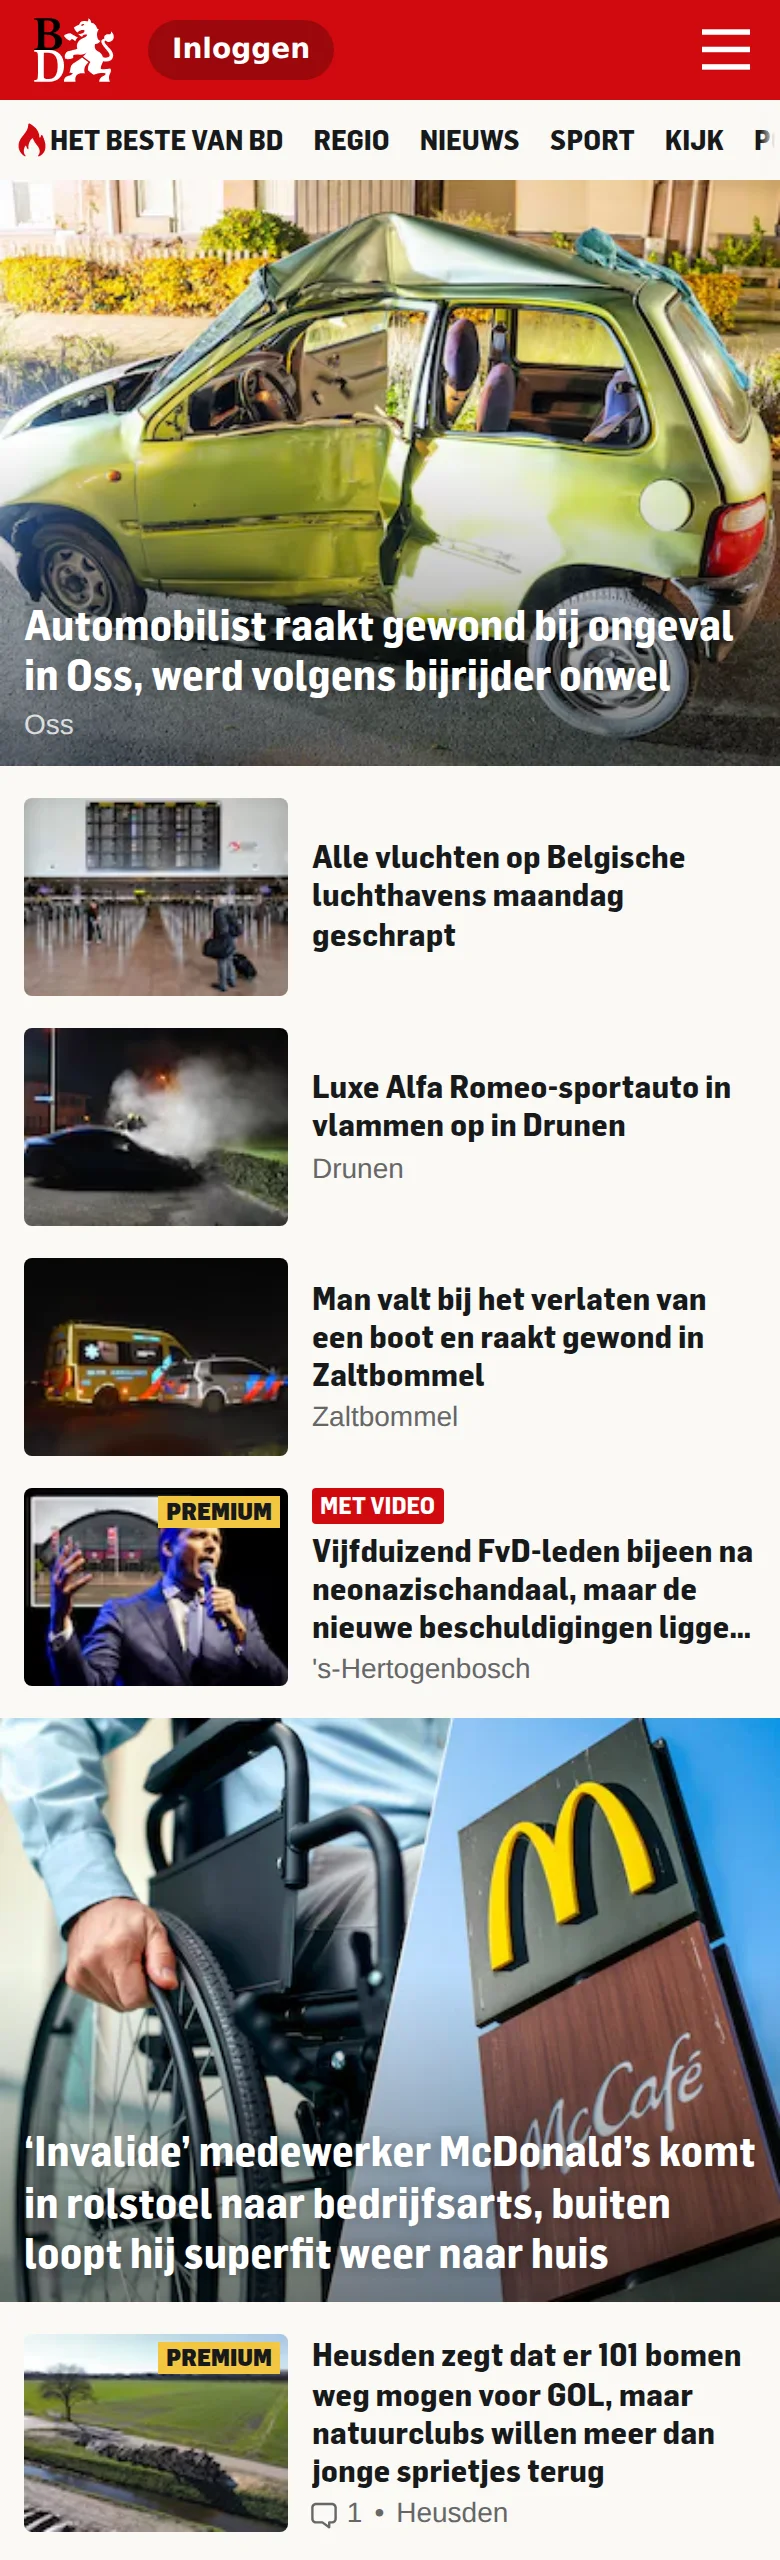 BD
Inloggen
HET BESTE VAN BD REGIO NIEUWS SPORT KIJK
Automobilist raakt gewond bij ongeval
in Oss, werd volgens bijrijder onwel
Oss
Alle vluchten op Belgische
luchthavens maandag
geschrapt
Luxe Alfa Romeo-sportauto in
vlammen op in Drunen
Drunen
Man valt bij het verlaten van
een boot en raakt gewond in
Zaltbommel
Zaltbommel
PREMIUM
MET VIDEO
Vijfduizend FvD-leden bijeen na
neonazischandaal, maar de
nieuwe beschuldigingen ligge...
's-Hertogenbosch
McCafé
‘Invalide’ medewerker McDonald’s komt
in rolstoel naar bedrijfsarts, buiten
loopt hij superfit weer naar huis
PREMIUM
Heusden zegt dat er 101 bomen
weg mogen voor GOL, maar
natuurclubs willen meer dan
jonge sprietjes terug
1 • Heusden